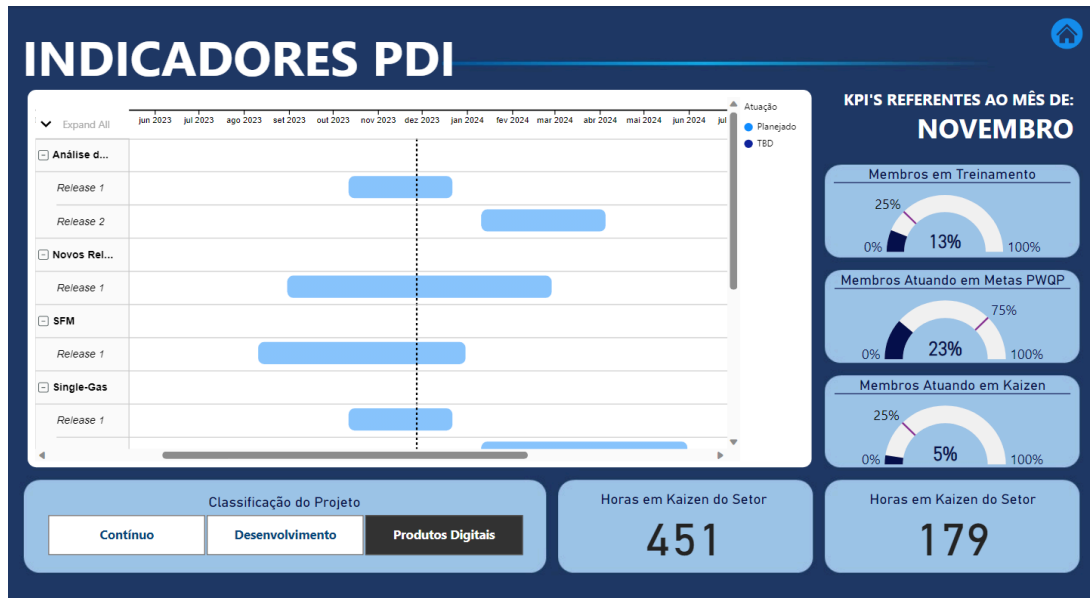 INDICADORES PDI
Expand All
jun 2023 jul 2023 ago 2023 set 2023 out 2023 nov 2023 dez 2023 jan 2024 fev 2024 mar 2024 abr 2024 mai 2024 jun 2024 jul
Análise d...
Release 1
Release 2
Novos Rel...
Release 1
SFM
Release 1
Single-Gas
Release 1
Atuação
Planejado
TBD
KPI'S REFERENTES AO MÊS DE:
NOVEMBRO
Membros em Treinamento
25%
0% 13% 100%
Membros Atuando em Metas PWQP
75%
0% 23% 100%
Membros Atuando em Kaizen
25%
0% 5% 100%
Classificação do Projeto
Contínuo Desenvolvimento Produtos Digitais
Horas em Kaizen do Setor
451
Horas em Kaizen do Setor
179